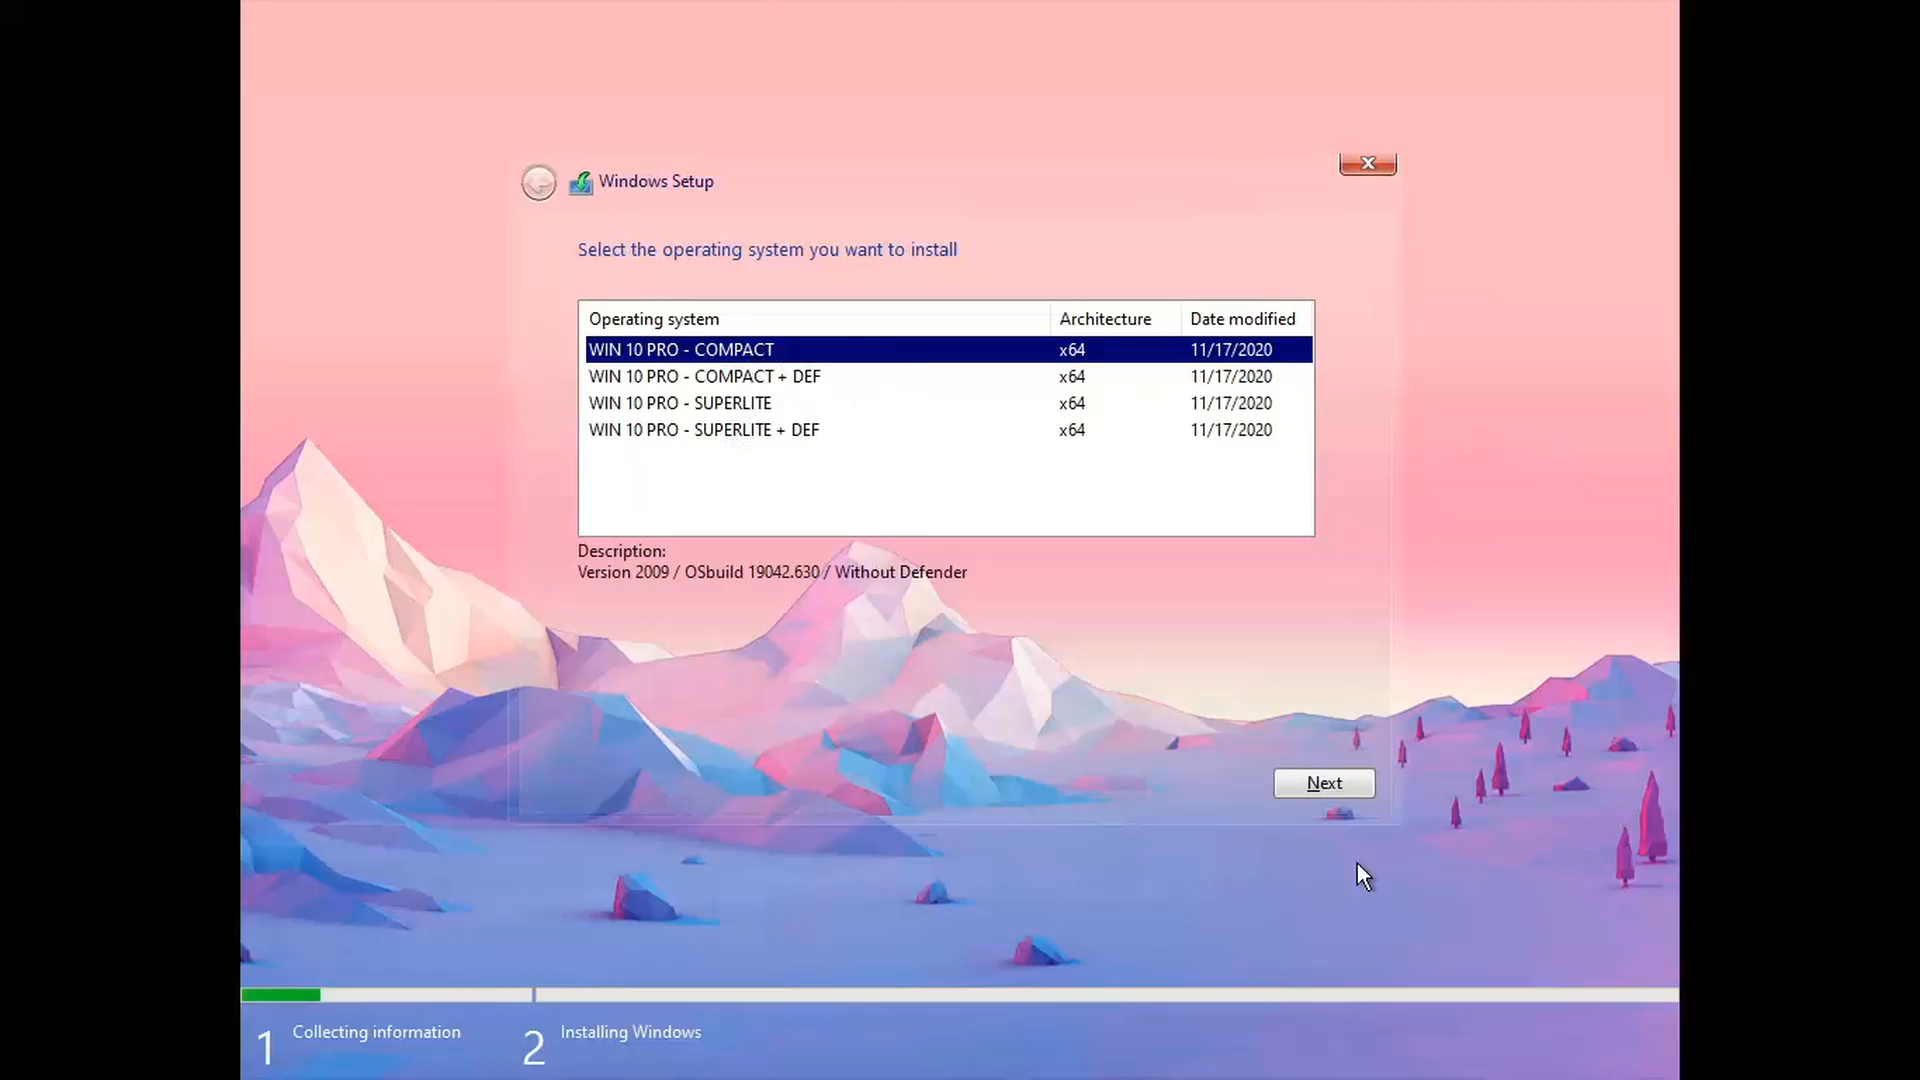 Windows Setup
Select the operating system you want to install
Operating system Architecture Date modified
WIN 10 PRO - COMPACT x64 11/17/2020
WIN 10 PRO - COMPACT + DEF x64 11/17/2020
WIN 10 PRO - SUPERLITE x64 11/17/2020
WIN 10 PRO - SUPERLITE + DEF x64 11/17/2020
Description:
Version 2009 / OSbuild 19042.630 / Without Defender
Next
1 Collecting information 2 Installing Windows